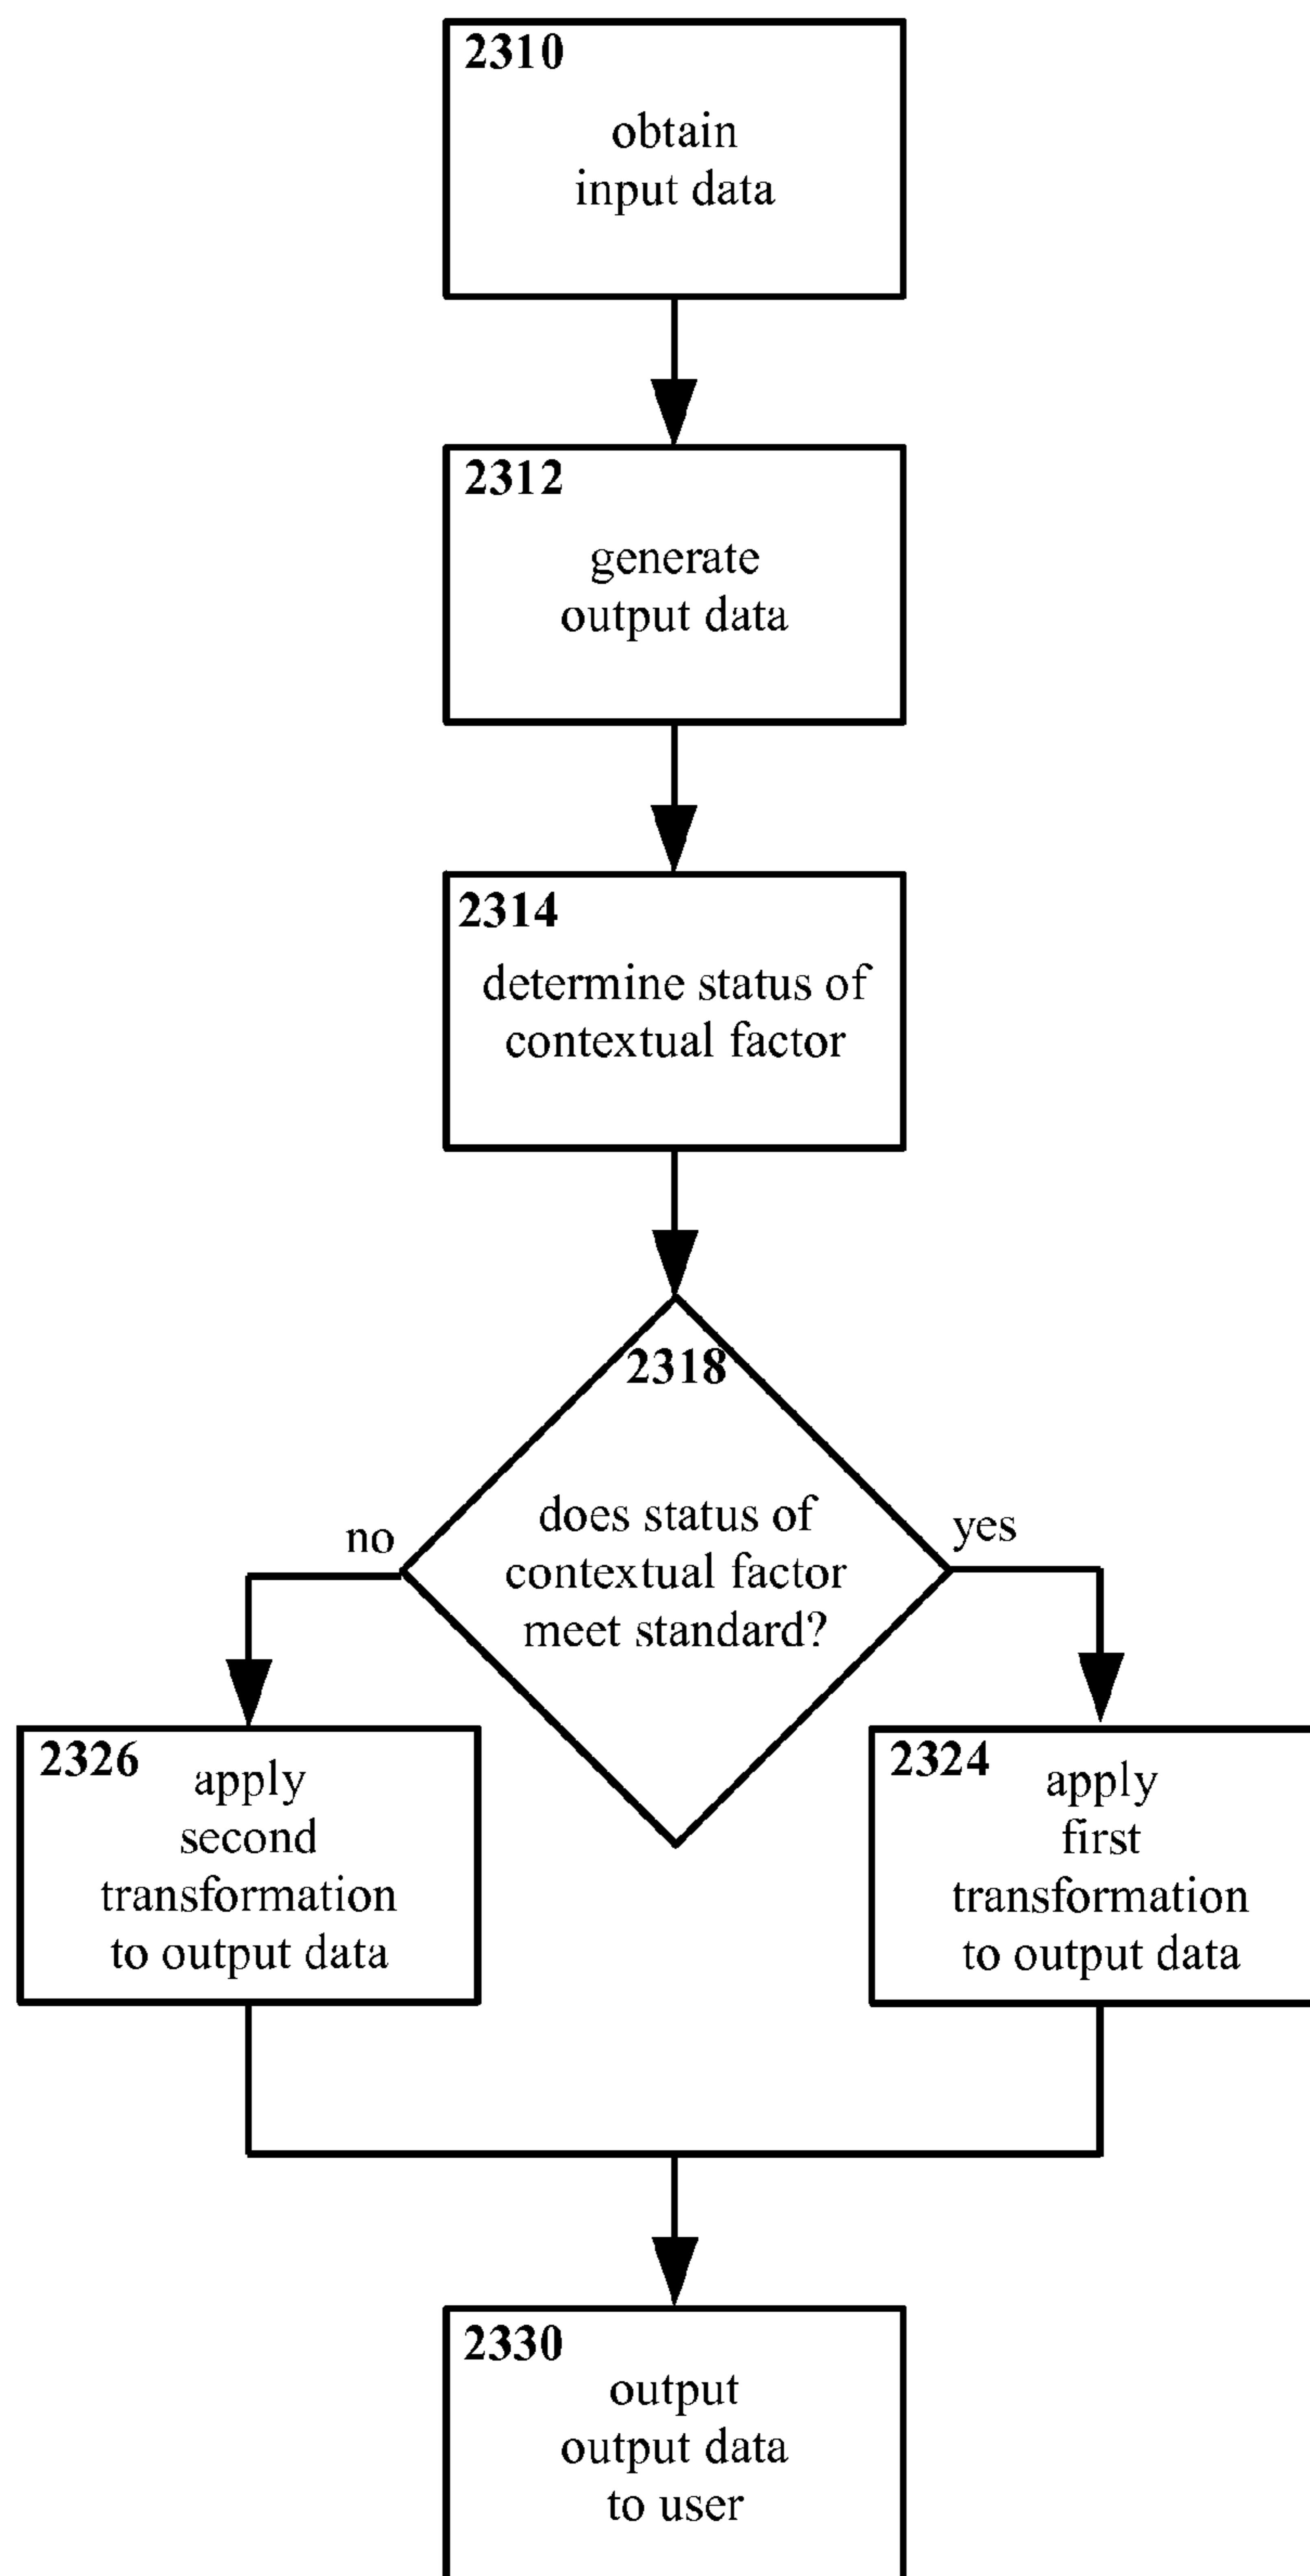 2310
obtain
input data
2312
generate
output data
2314
determine status of
contextual factor
2318
does status of
contextual factor
meet standard?
no
yes
2326
apply
second
transformation
to output data
2324
apply
first
transformation
to output data
2330
output
output data
to user